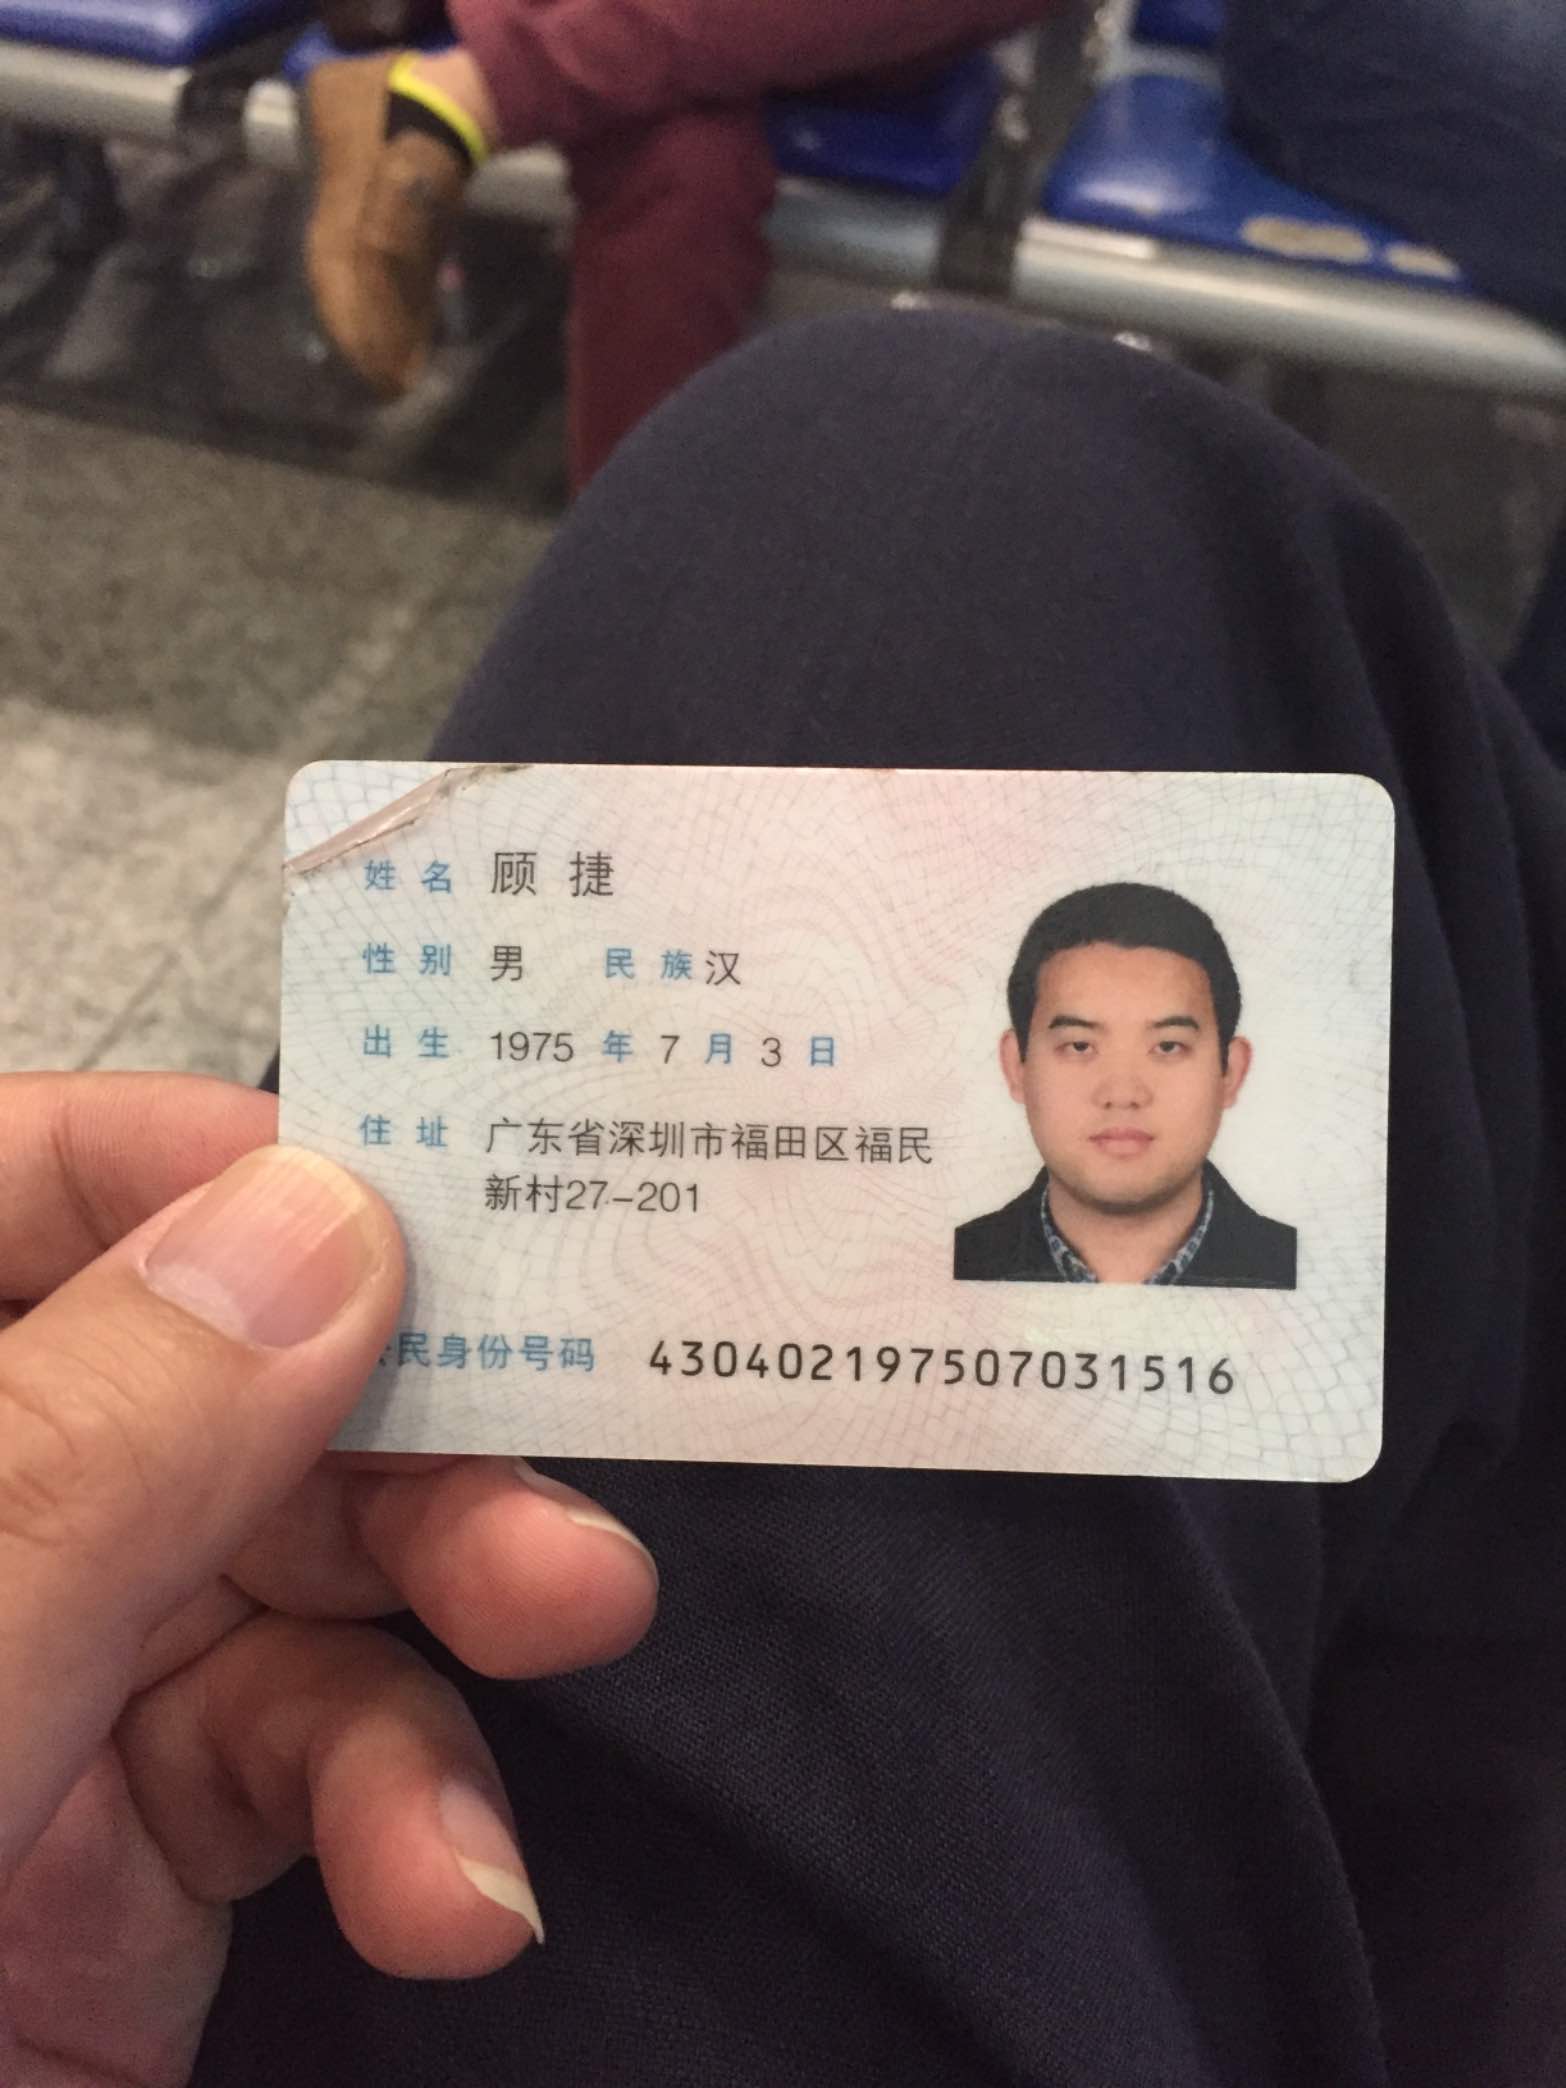 姓名 顾捷
性别 男 民族 汉
出生 1975 年 7 月 3 日
住址 广东省深圳市福田区福民
新村27-201
民身份号码 430402197507031516